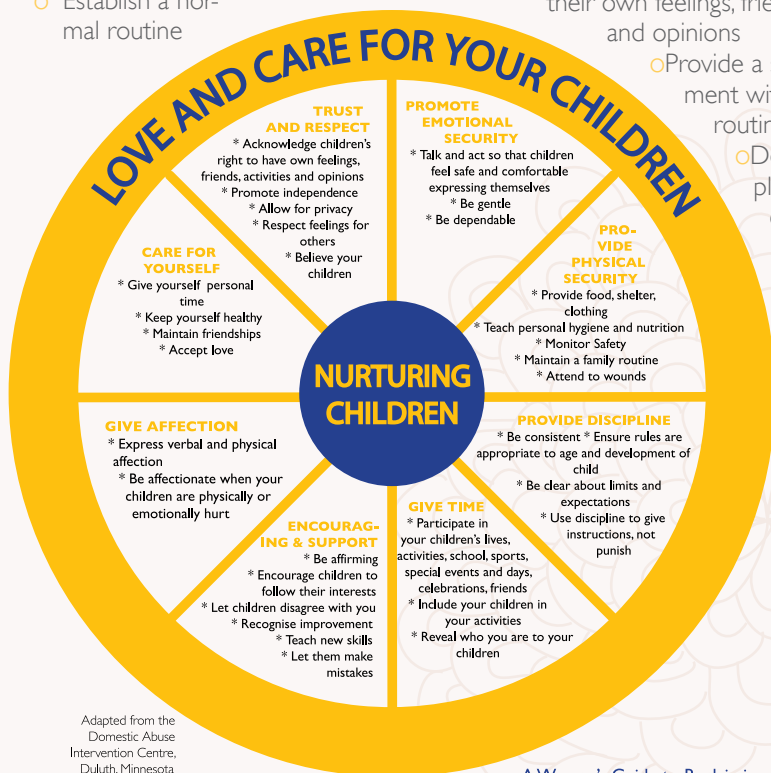 o Establish a nor-
mal routine
their own feelings,
and opinions
oProvide a
LOVE AND CARE FOR YOUR CHILDREN
TRUST
AND RESPECT
* Acknowledge children's
right to have own feelings,
friends, activities and opinions
* Promote independence
* Allow for privacy
* Respect feelings for
others
* Believe your
children
PROMOTE
EMOTIONAL
SECURITY
* Talk and act so that children
feel safe and comfortable
expressing themselves
* Be gentle
* Be dependable
PRO-
VIDE
PHYSICAL
SECURITY
* Provide food, shelter,
clothing
* Teach personal hygiene and nutrition
* Monitor Safety
* Maintain a family routine
* Attend to wounds
PROVIDE DISCIPLINE
* Be consistent * Ensure rules are
appropriate to age and development of
child
* Be clear about limits and
expectations
* Use discipline to give
instructions, not
punish
GIVE TIME
* Participate in
your children's lives,
activities, school, sports,
special events and days,
celebrations, friends
* Include your children in
your activities
* Reveal who you are to your
children
ENCOURAG-
ING & SUPPORT
* Be affirming
* Encourage children to
follow their interests
* Let children disagree with you
* Recognise improvement
* Teach new skills
* Let them make
mistakes
GIVE AFFECTION
* Express verbal and physical
affection
* Be affectionate when your
children are physically or
emotionally hurt
CARE FOR
YOURSELF
* Give yourself personal
time
* Keep yourself healthy
* Maintain friendships
* Accept love
NURTURING
CHILDREN
Adapted from the
Domestic Abuse
Intervention Centre,
Duluth, Minnesota